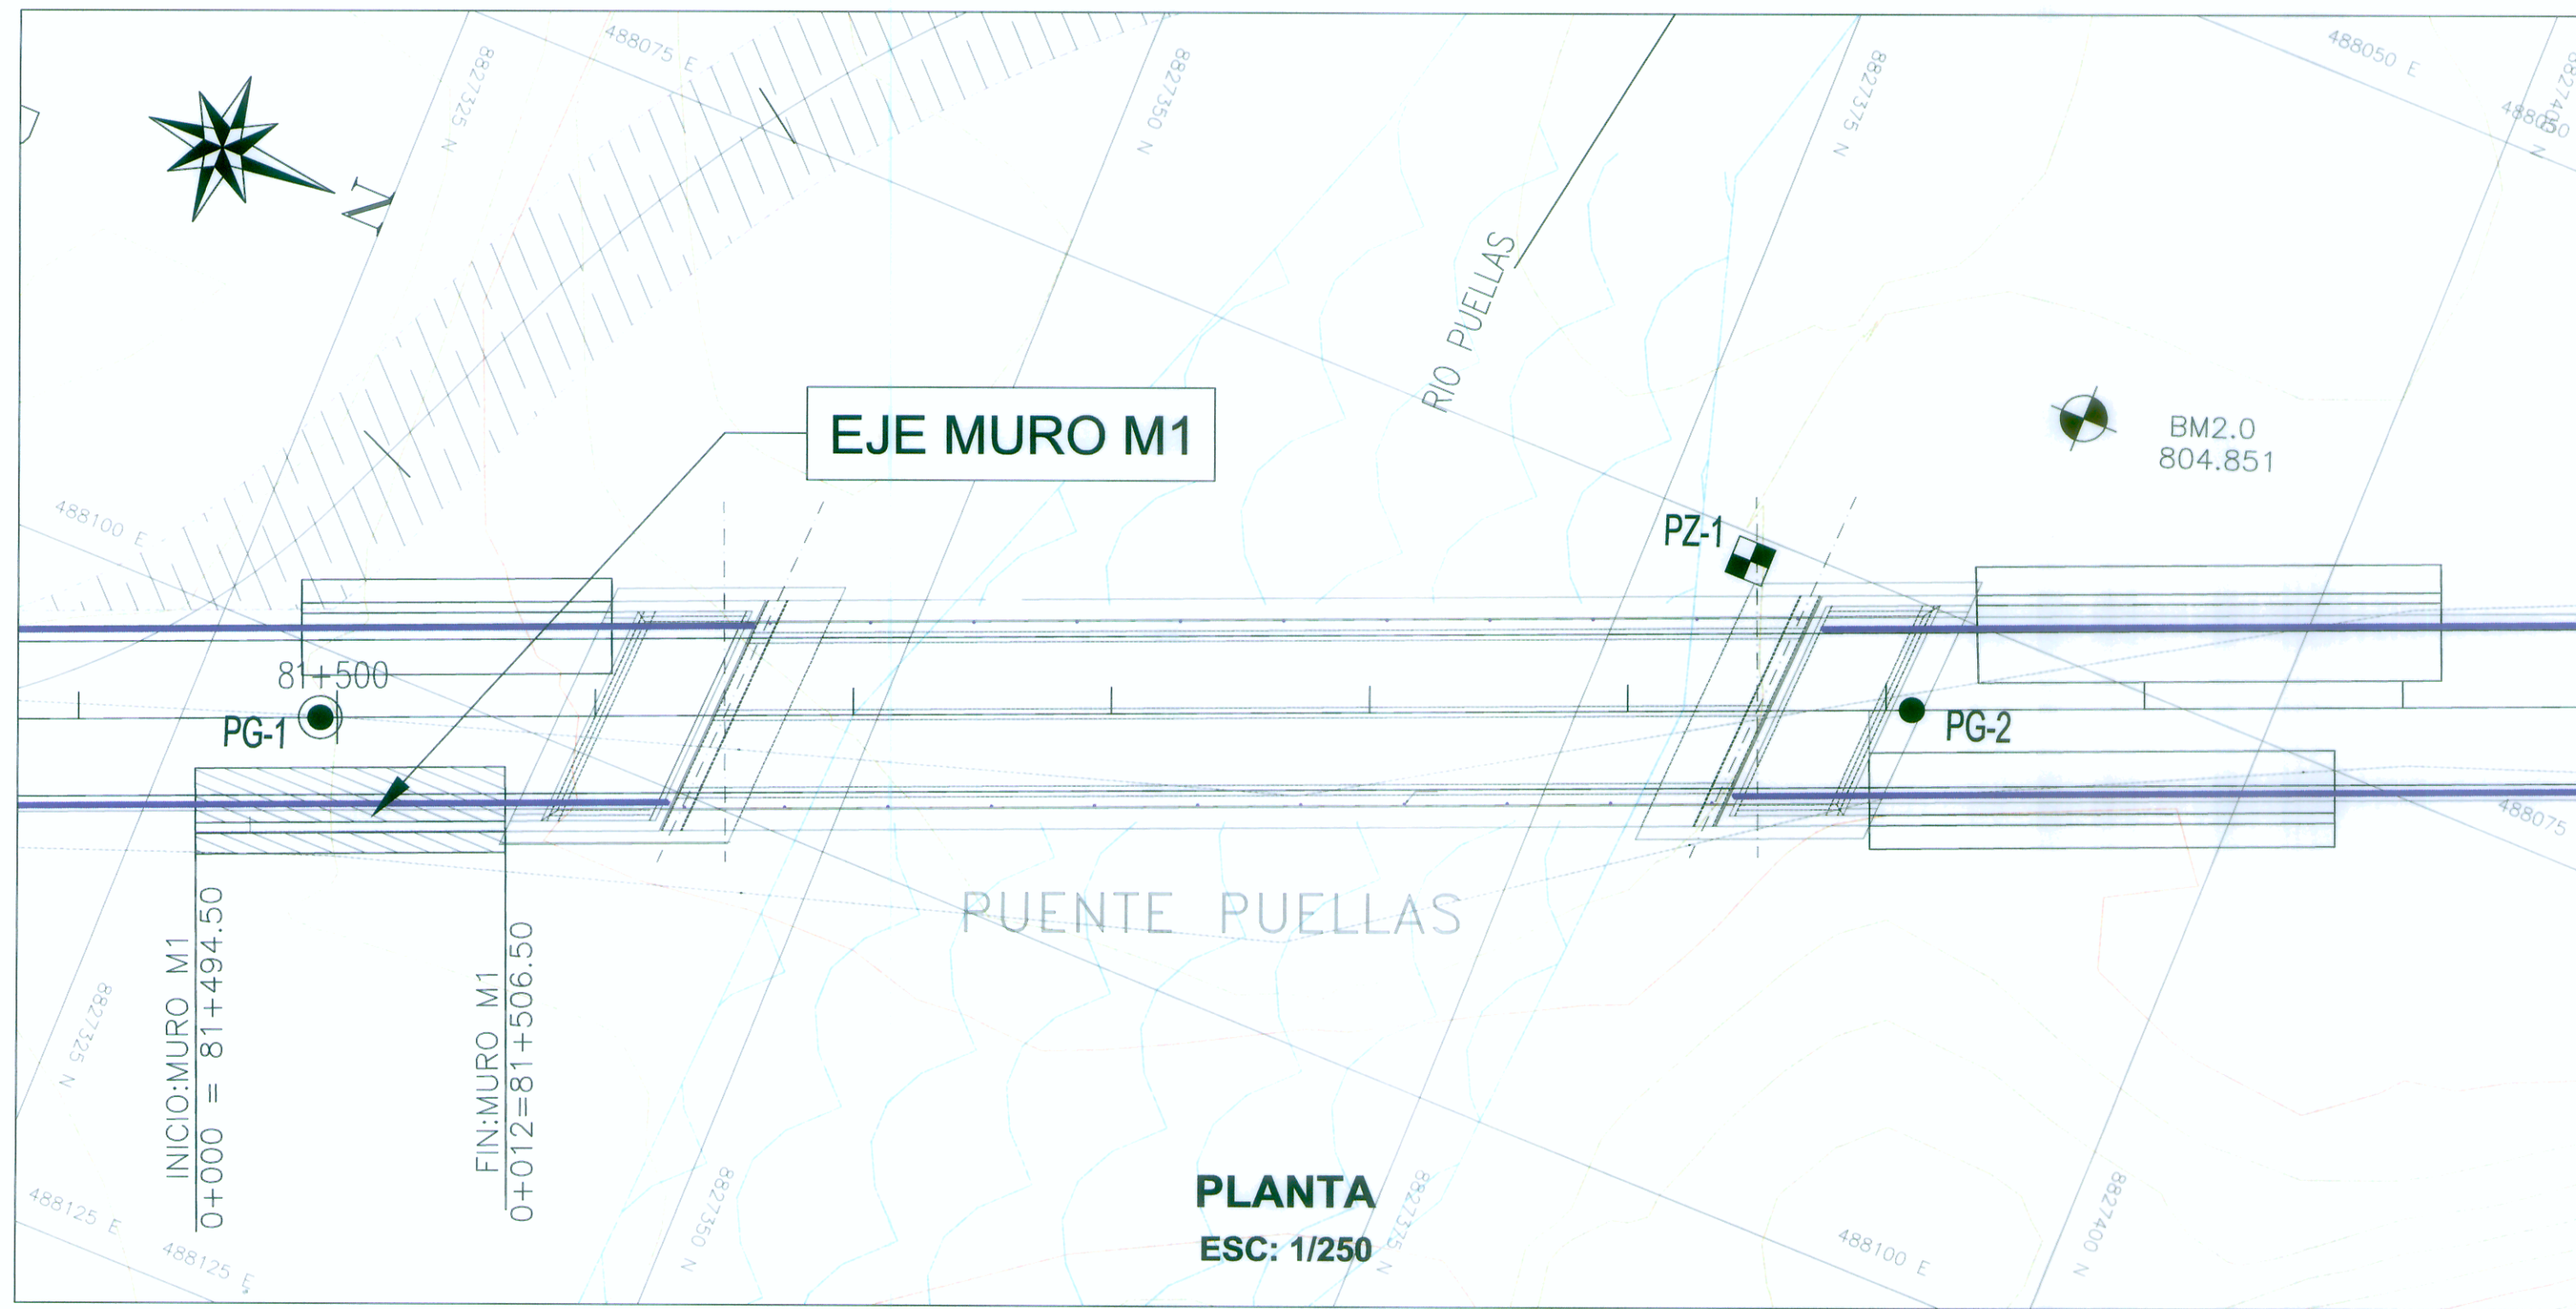 488075 E
488050 E
8827325 N
8827350 N
8827375 N
488050
N
RIO PUELLAS
EJE MURO M1
BM2.0
804.851
488100 E
PZ-1
81+500
PG-1
PG-2
488075
PUENTE PUELLAS
INICIO:MURO M1
0+000 = 81+494.50
FIN:MURO M1
0+012=81+506.50
8827325 N
8827350 N
8827375 N
8827400 N
488125 E
488125 E
488100 E
PLANTA
ESC: 1/250